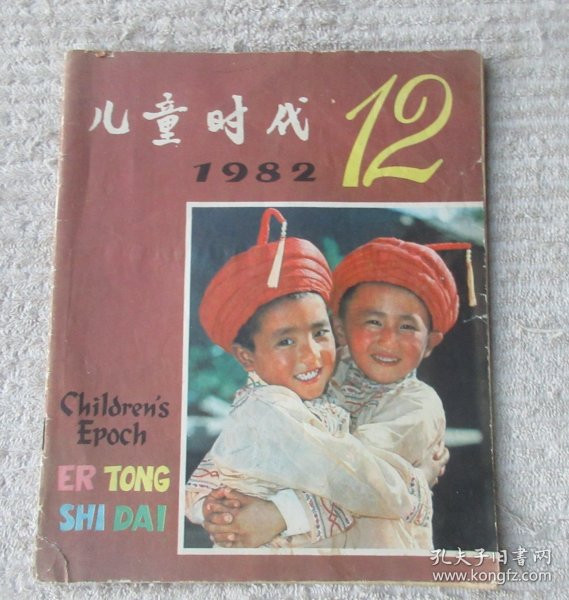 儿童时代
12
1982
Children's
Epoch
ER TONG
SHI DAI
孔夫子旧书网
www.kongfz.com